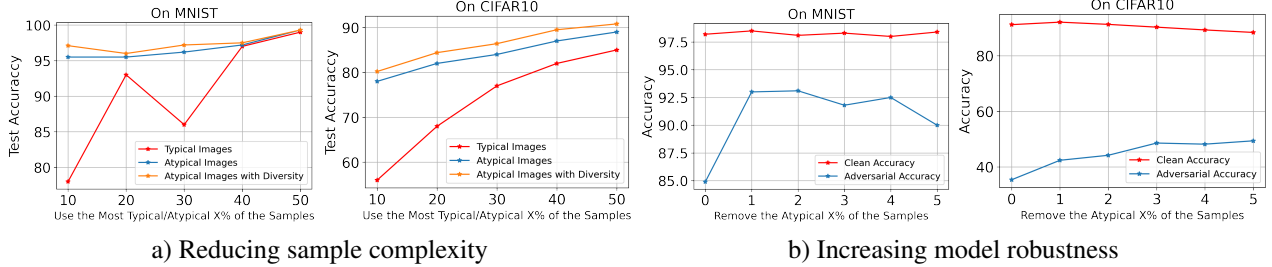 On MNIST
Test Accuraccy
100
95
90
85
80
10 20 30 40 50
Typical Images
Atypical Images
Atypical Images with Diversity
Use the Most Typical/Atypical X% of the Samples
On CIFAR10
Test Accuracy
90
80
70
60
10 20 30 40 50
Typical Images
Atypical Images
Atypical Images with Diversity
Use the Most Typical/Atypical X% of the Samples
a) Reducing sample complexity
On MNIST
Accuracy
97.5
95.0
92.5
90.0
87.5
85.0
0 1 2 3 4 5
Clean Accuracy
Adversarial Accuracy
Remove the Atypical X% of the Samples
On CIFAR10
Accuracy
80
60
40
0 1 2 3 4 5
Clean Accuracy
Adversarial Accuracy
Remove the Atypical X% of the Samples
b) Increasing model robustness